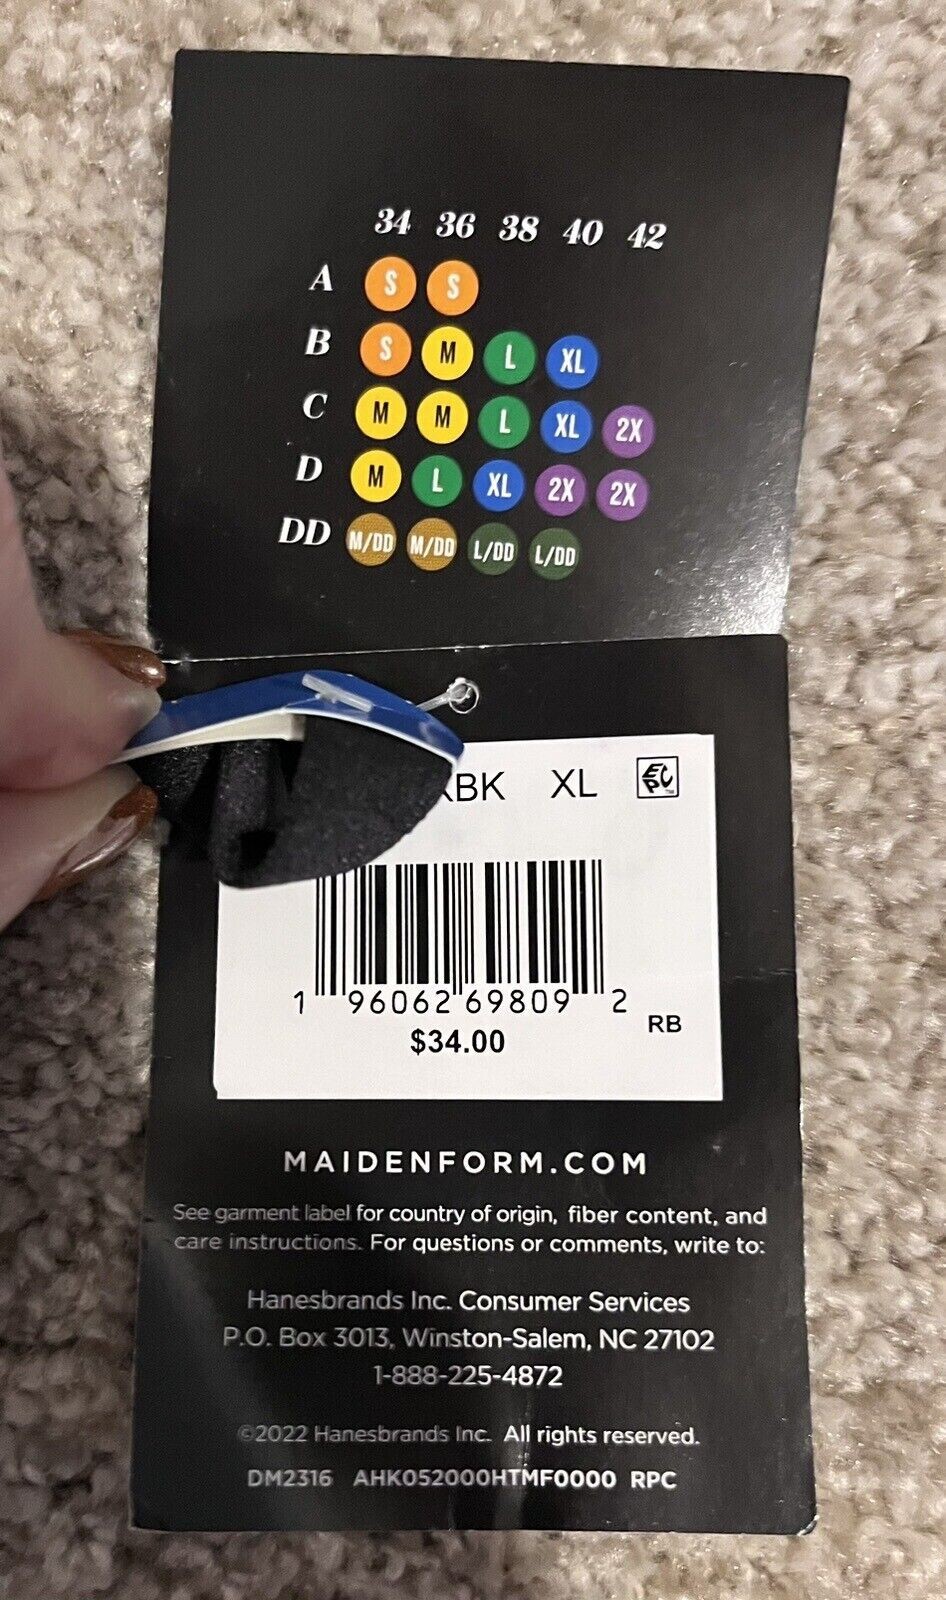 34 36 38 40 42
A S S
B S M L XL
C M M L XL 2X
D M L XL 2X 2X
DD M/DD M/DD L/DD L/DD
XL
1 96062 69809 2
RB
$34.00
MAIDENFORM.COM
See garment label for country of origin, fiber content, and
care instructions. For questions or comments, write to:
Hanesbrands Inc. Consumer Services
P.O. Box 3013, Winston-Salem, NC 27102
1-888-225-4872
©2022 Hanesbrands Inc. All rights reserved.
DM2316 AHK052000HTMF0000 RPC